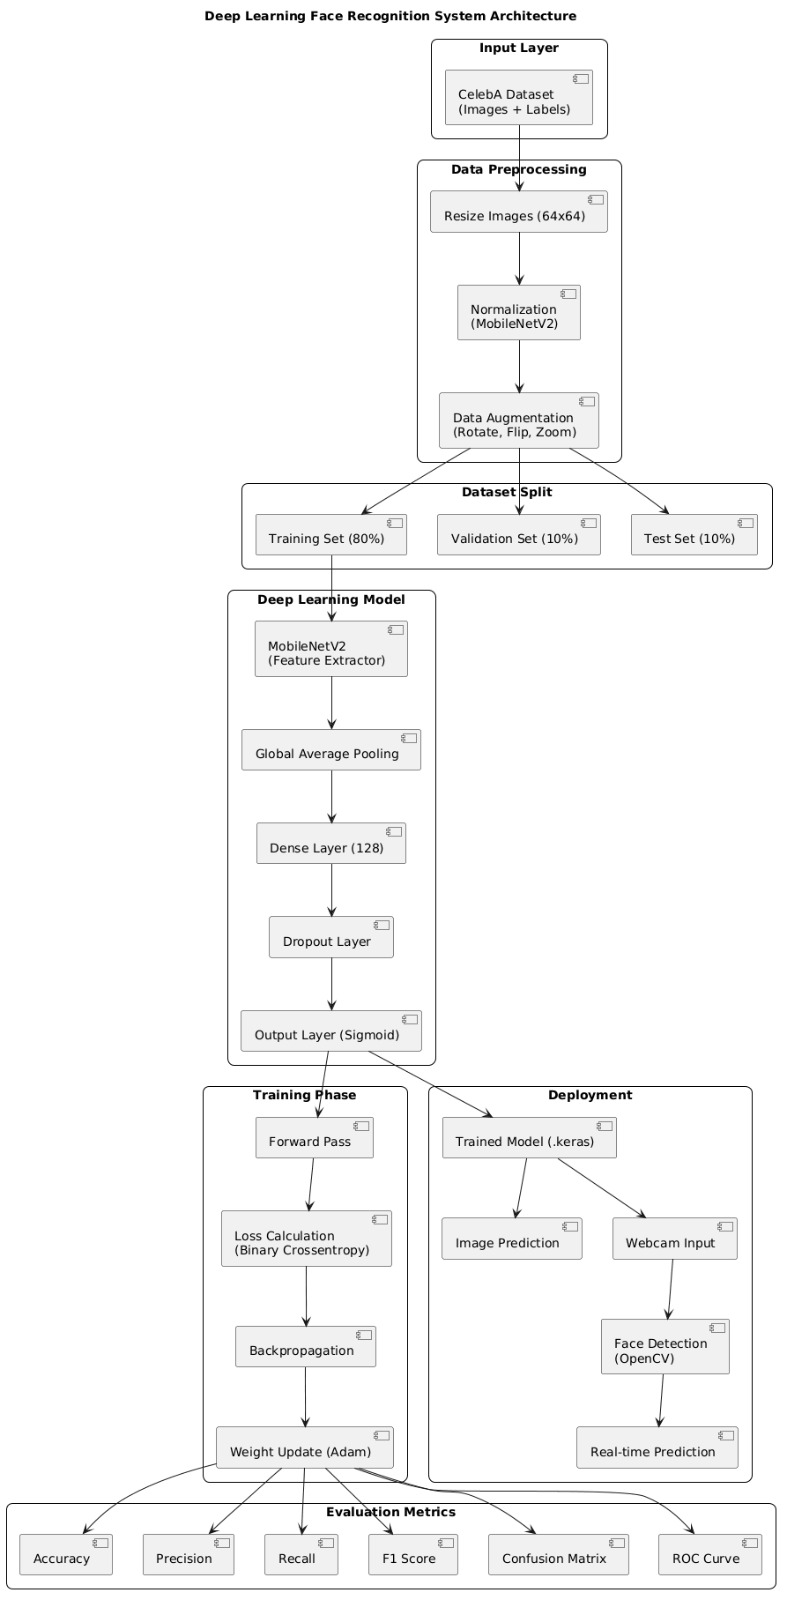 Deep Learning Face Recognition System Architecture
Input Layer
CelebA Dataset
(Images + Labels)
Data Preprocessing
Resize Images (64x64)
Normalization
(MobileNetV2)
Data Augmentation
(Rotate, Flip, Zoom)
Dataset Split
Training Set (80%)
Validation Set (10%)
Test Set (10%)
Deep Learning Model
MobileNetV2
(Feature Extractor)
Global Average Pooling
Dense Layer (128)
Dropout Layer
Output Layer (Sigmoid)
Training Phase
Forward Pass
Loss Calculation
(Binary Crossentropy)
Backpropagation
Weight Update (Adam)
Deployment
Trained Model (.keras)
Image Prediction
Webcam Input
Face Detection
(OpenCV)
Real-time Prediction
Evaluation Metrics
Accuracy
Precision
Recall
F1 Score
Confusion Matrix
ROC Curve